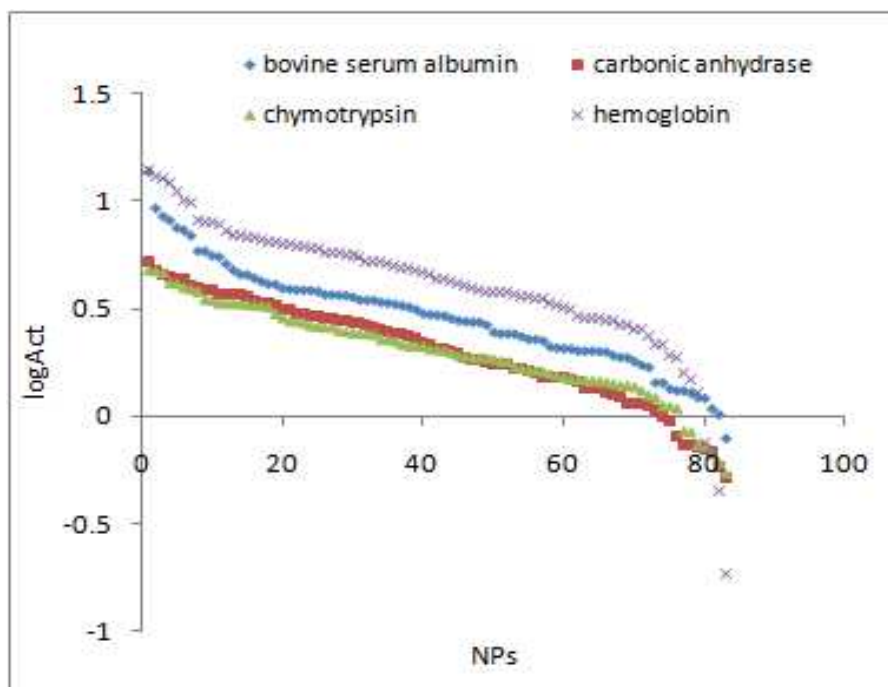 bovine serum albumin carbonic anhydrase
chymotrypsin hemoglobin
1.5
1
0.5
0
-0.5
-1
logAct
0 20 40 60 80 100
NPs